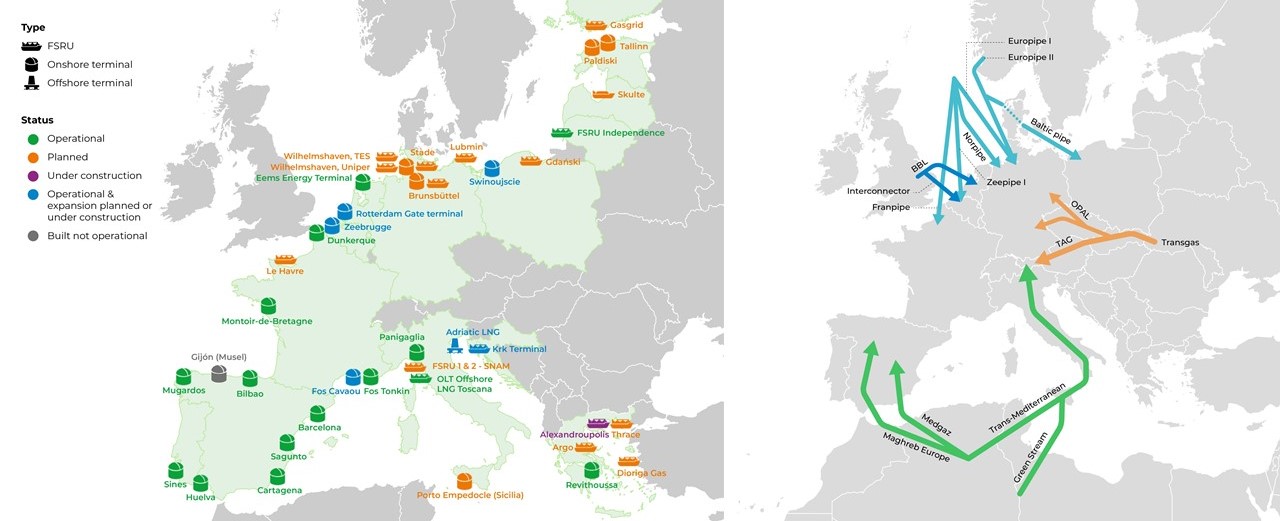 Type
FSRU
Onshore terminal
Offshore terminal
Status
Operational
Planned
Under construction
Operational &
expansion planned or
under construction
Built not operational
Gasgrid
Tallinn
Paldiski
Skulte
FSRU Independence
Lubmin
Stade
Wilhelmshaven, TES
Wilhelmshaven, Uniper
Eems Energy Terminal
Gdański
Swinoujscie
Brunsbüttel
Rotterdam Gate terminal
Zeebrugge
Dunkerque
Le Havre
Montoir-de-Bretagne
Adriatic LNG
Panigaglia
Krk Terminal
Gijón (Musel)
FSRU 1 & 2 - SNAM
OLT Offshore
LNG Toscana
Mugardos
Bilbao
Fos Cavaou
Fos Tonkin
Barcelona
Alexandroupolis
Thrace
Argo
Sagunto
Dioriga Gas
Revithoussa
Sines
Huelva
Cartagena
Porto Empedocle (Sicilia)
Europipe I
Europipe II
Baltic pipe
Norpipe
BBL
Zeepipe I
Interconnector
Franpipe
OPAL
TAG
Transgas
Trans-Mediterranean
Medgaz
Maghreb Europe
Green Stream